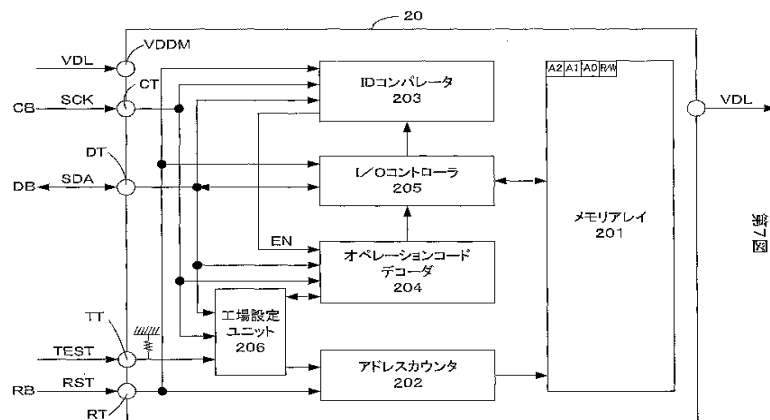 20
VDL
VDDM
CT
CB
SCK
DT
DB
SDA
TT
TEST
RB
RST
RT
EN
IDコンパレータ
203
I/Oコントローラ
205
オペレーションコード
デコーダ
204
工場設定
ユニット
206
アドレスカウンタ
202
A2 A1 A0 R/W
メモリアレイ
201
VDL
第7図